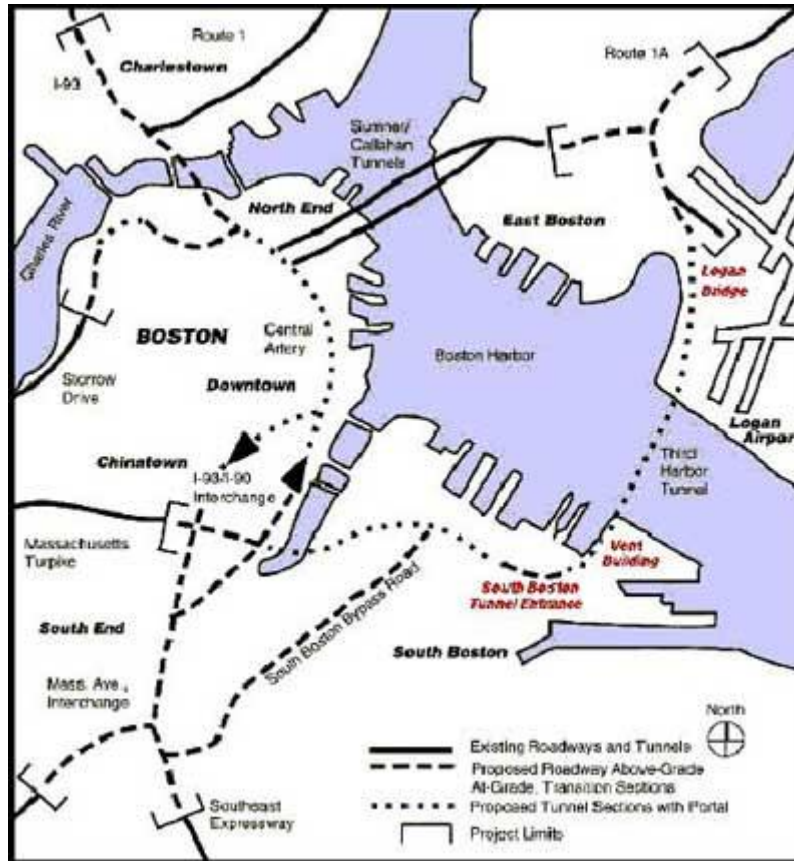 Route 1
Charlestown
I-93
Route 1A
Sumner/
Callahan
Tunnels
North End
East Boston
Charles River
Logan
Bridge
BOSTON
Central
Artery
Boston Harbor
Storrow
Drive
Downtown
Logan
Airport
Chinatown
I-93/I-90
Interchange
Third
Harbor
Tunnel
Massachusetts
Turnpike
Vent
Building
South Boston
Tunnel Entrance
South End
South Boston Bypass Road
South Boston
Mass. Ave.,
Interchange
North
Existing Roadways and Tunnels
Proposed Roadway Above-Grade
At-Grade, Transition Sections
Proposed Tunnel Sections with Portal
Project Limits
Southeast
Expressway